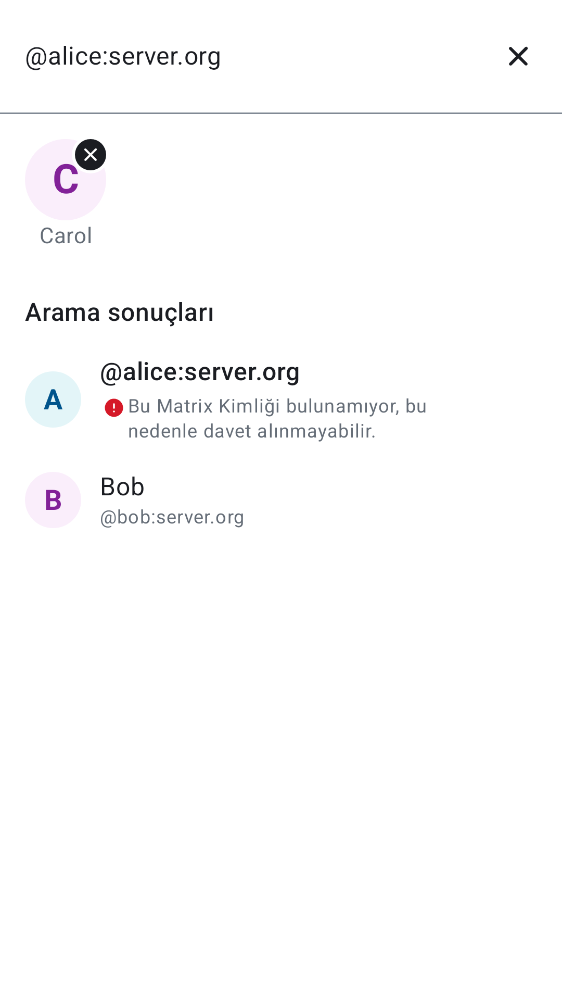 @alice:server.org
C
Carol
Arama sonuçları
A
@alice:server.org
Bu Matrix Kimliği bulunamıyor, bu
nedenle davet alınmayabilir.
B
Bob
@bob:server.org